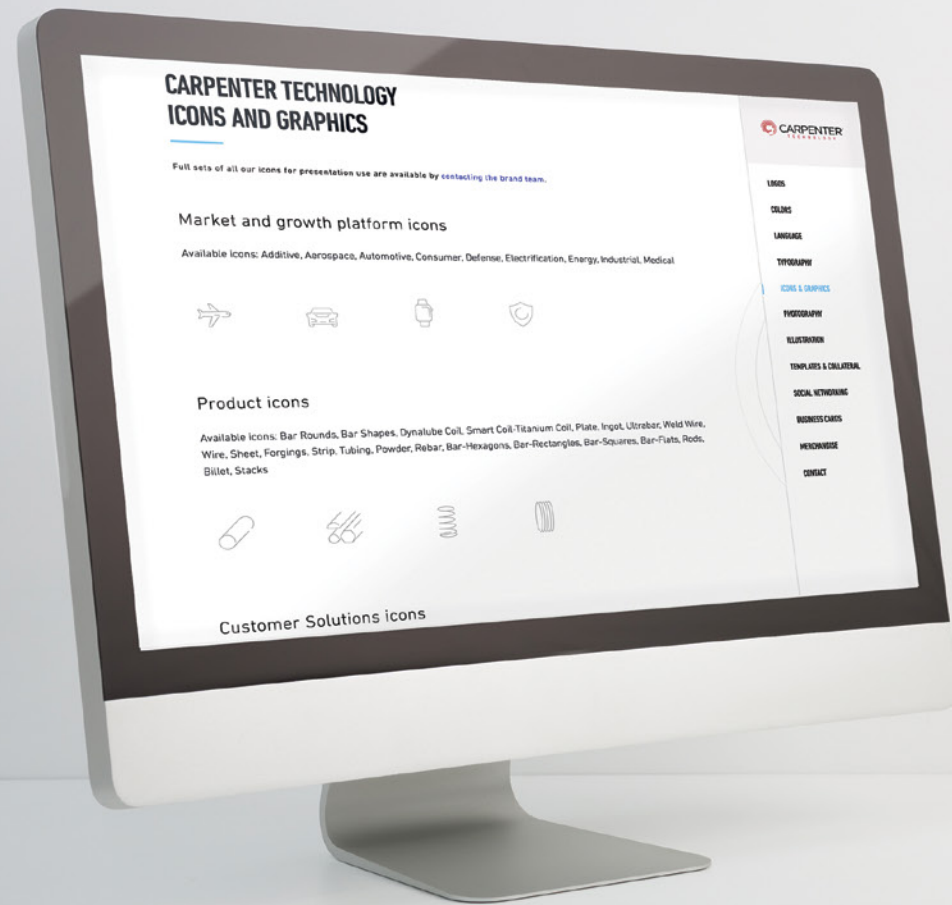 CARPENTER TECHNOLOGY
ICONS AND GRAPHICS
Full sets of all our icons for presentation use are available by contacting the brand team.
Market and growth platform icons
Available icons: Additive, Aerospace, Automotive, Consumer, Defense, Electrification, Energy, Industrial, Medical
Product icons
Available icons: Bar Rounds, Bar Shapes, Dynalube Coil, Smart Coil-Titanium Coil, Plate, Ingot, Ultrabar, Weld Wire,
Wire, Sheet, Forgings, Strip, Tubing, Powder, Rebar, Bar-Hexagons, Bar-Rectangles, Bar-Squares, Bar-Flats, Rods,
Billet, Stacks
Customer Solutions icons
CARPENTER
TECHNOLOGY
LOGOS
COLORS
LANGUAGE
TYPOGRAPHY
ICONS & GRAPHICS
PHOTOGRAPHY
ILLUSTRATION
TEMPLATES & COLLATERAL
SOCIAL NETWORKING
BUSINESS CARDS
MERCHANDISE
CONTACT